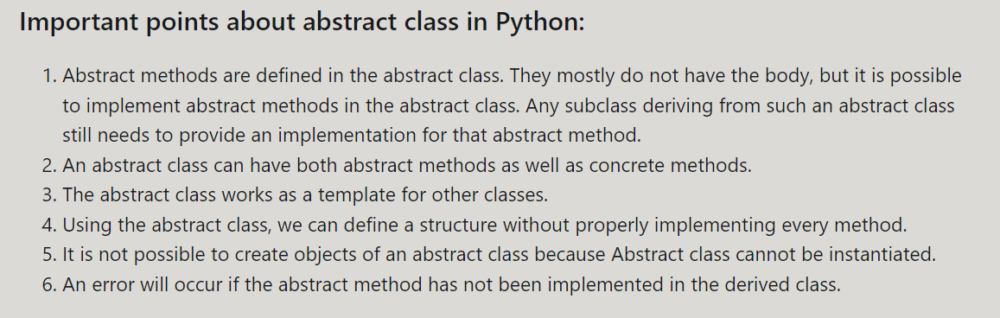 Important points about abstract class in Python:
1. Abstract methods are defined in the abstract class. They mostly do not have the body, but it is possible
to implement abstract methods in the abstract class. Any subclass deriving from such an abstract class
still needs to provide an implementation for that abstract method.
2. An abstract class can have both abstract methods as well as concrete methods.
3. The abstract class works as a template for other classes.
4. Using the abstract class, we can define a structure without properly implementing every method.
5. It is not possible to create objects of an abstract class because Abstract class cannot be instantiated.
6. An error will occur if the abstract method has not been implemented in the derived class.